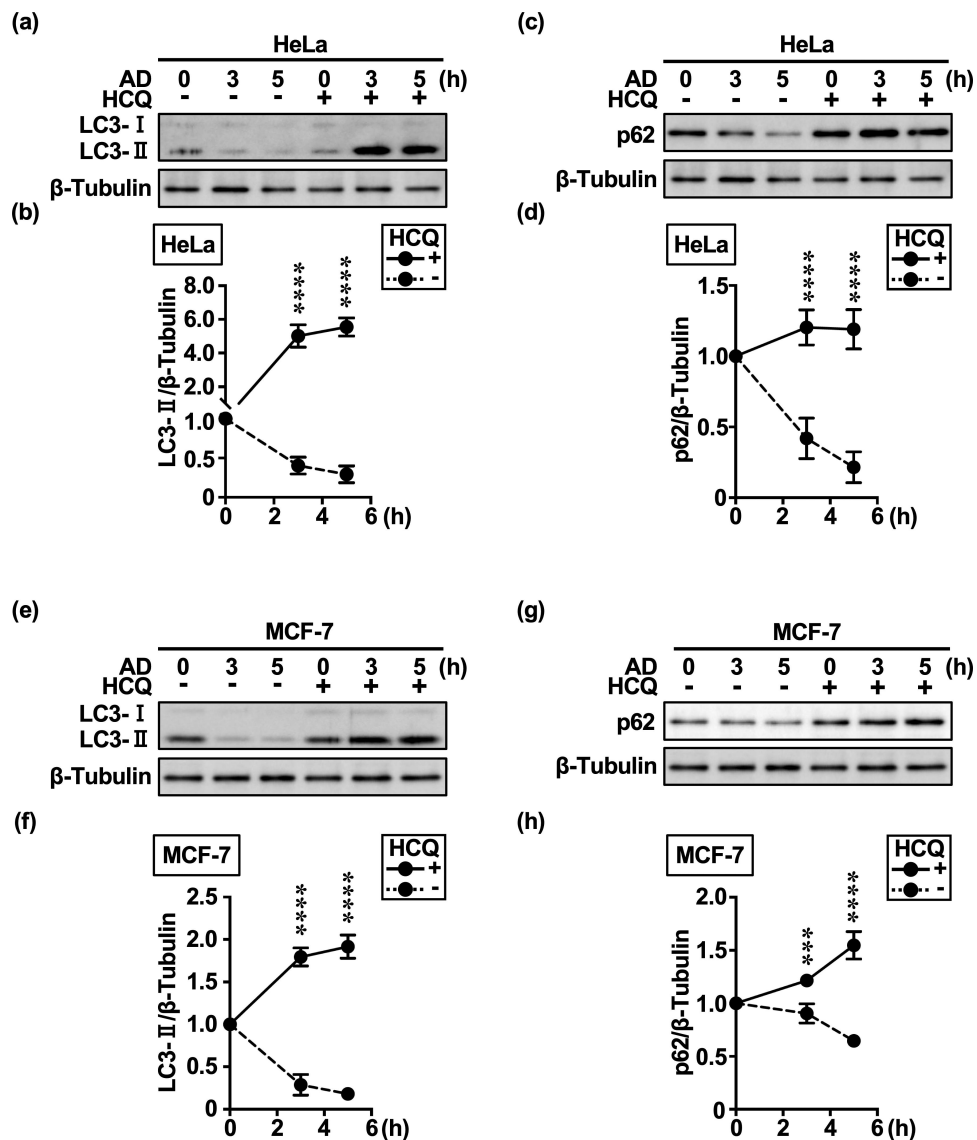 (a)
HeLa
AD 0 3 5 0 3 5 (h)
HCQ - - - + + +
LC3-Ⅰ
LC3-Ⅱ
β-Tubulin
(b)
HeLa
HCQ
+
-
**** ****
LC3-Ⅱ/β-Tubulin
8.0
6.0
4.0
2.0
1.0
0.5
0
0 2 4 6 (h)
(c)
HeLa
AD 0 3 5 0 3 5 (h)
HCQ - - - + + +
p62
β-Tubulin
(d)
HeLa
HCQ
+
-
**** ****
p62/β-Tubulin
1.5
1.0
0.5
0
0 2 4 6 (h)
(e)
MCF-7
AD 0 3 5 0 3 5 (h)
HCQ - - - + + +
LC3-Ⅰ
LC3-Ⅱ
β-Tubulin
(f)
MCF-7
HCQ
+
-
**** ****
LC3-Ⅱ/β-Tubulin
2.5
2.0
1.5
1.0
0.5
0
0 2 4 6 (h)
(g)
MCF-7
AD 0 3 5 0 3 5 (h)
HCQ - - - + + +
p62
β-Tubulin
(h)
MCF-7
HCQ
+
-
*** ****
p62/β-Tubulin
2.0
1.5
1.0
0.5
0
0 2 4 6 (h)